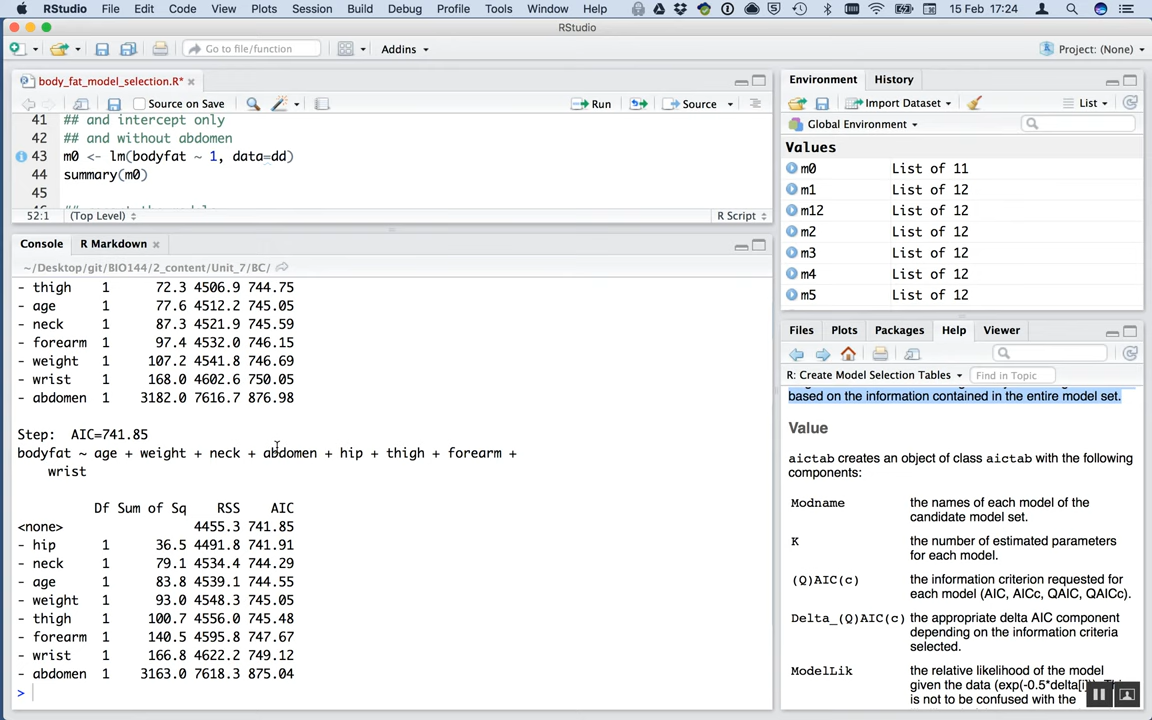 RStudio File Edit Code View Plots Session Build Debug Profile Tools Window Help 15 Feb 17:24
RStudio
Go to file/function Addins Project: (None)
body_fat_model_selection.R*
Source on Save Run Source
41 ## and intercept only
42 ## and without abdomen
43 m0 <- lm(bodyfat ~ 1, data=dd)
44 summary(m0)
45
52:1 (Top Level) R Script
Console R Markdown
~/Desktop/git/BIO144/2_content/Unit_7/BC/
- thigh 1 72.3 4506.9 744.75
- age 1 77.6 4512.2 745.05
- neck 1 87.3 4521.9 745.59
- forearm 1 97.4 4532.0 746.15
- weight 1 107.2 4541.8 746.69
- wrist 1 168.0 4602.6 750.05
- abdomen 1 3182.0 7616.7 876.98
Step: AIC=741.85
bodyfat ~ age + weight + neck + abdomen + hip + thigh + forearm +
wrist
Df Sum of Sq RSS AIC
<none> 4455.3 741.85
- hip 1 36.5 4491.8 741.91
- neck 1 79.1 4534.4 744.29
- age 1 83.8 4539.1 744.55
- weight 1 93.0 4548.3 745.05
- thigh 1 100.7 4556.0 745.48
- forearm 1 140.5 4595.8 747.67
- wrist 1 166.8 4622.2 749.12
- abdomen 1 3163.0 7618.3 875.04
>
Environment History
Import Dataset List
Global Environment
Values
m0 List of 11
m1 List of 12
m12 List of 12
m2 List of 12
m3 List of 12
m4 List of 12
m5 List of 12
Files Plots Packages Help Viewer
R: Create Model Selection Tables Find in Topic
based on the information contained in the entire model set.
Value
aictab creates an object of class aictab with the following
components:
Modname the names of each model of the
candidate model set.
K the number of estimated parameters
for each model.
(Q)AIC(c) the information criterion requested for
each model (AIC, AICc, QAIC, QAICc).
Delta_(Q)AIC(c) the appropriate delta AIC component
depending on the information criteria
selected.
ModelLik the relative likelihood of the model
given the data (exp(-0.5*delta[i]))
is not to be confused with the